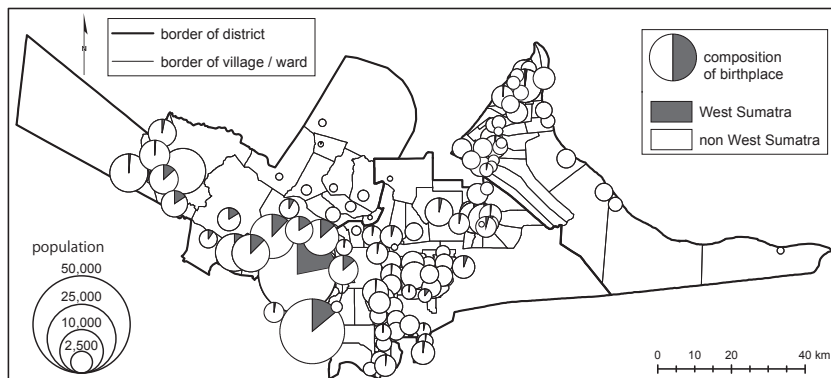 N
border of district
border of village / ward
composition
of birthplace
West Sumatra
non West Sumatra
population
50,000
25,000
10,000
2,500
0 10 20 30 40 km